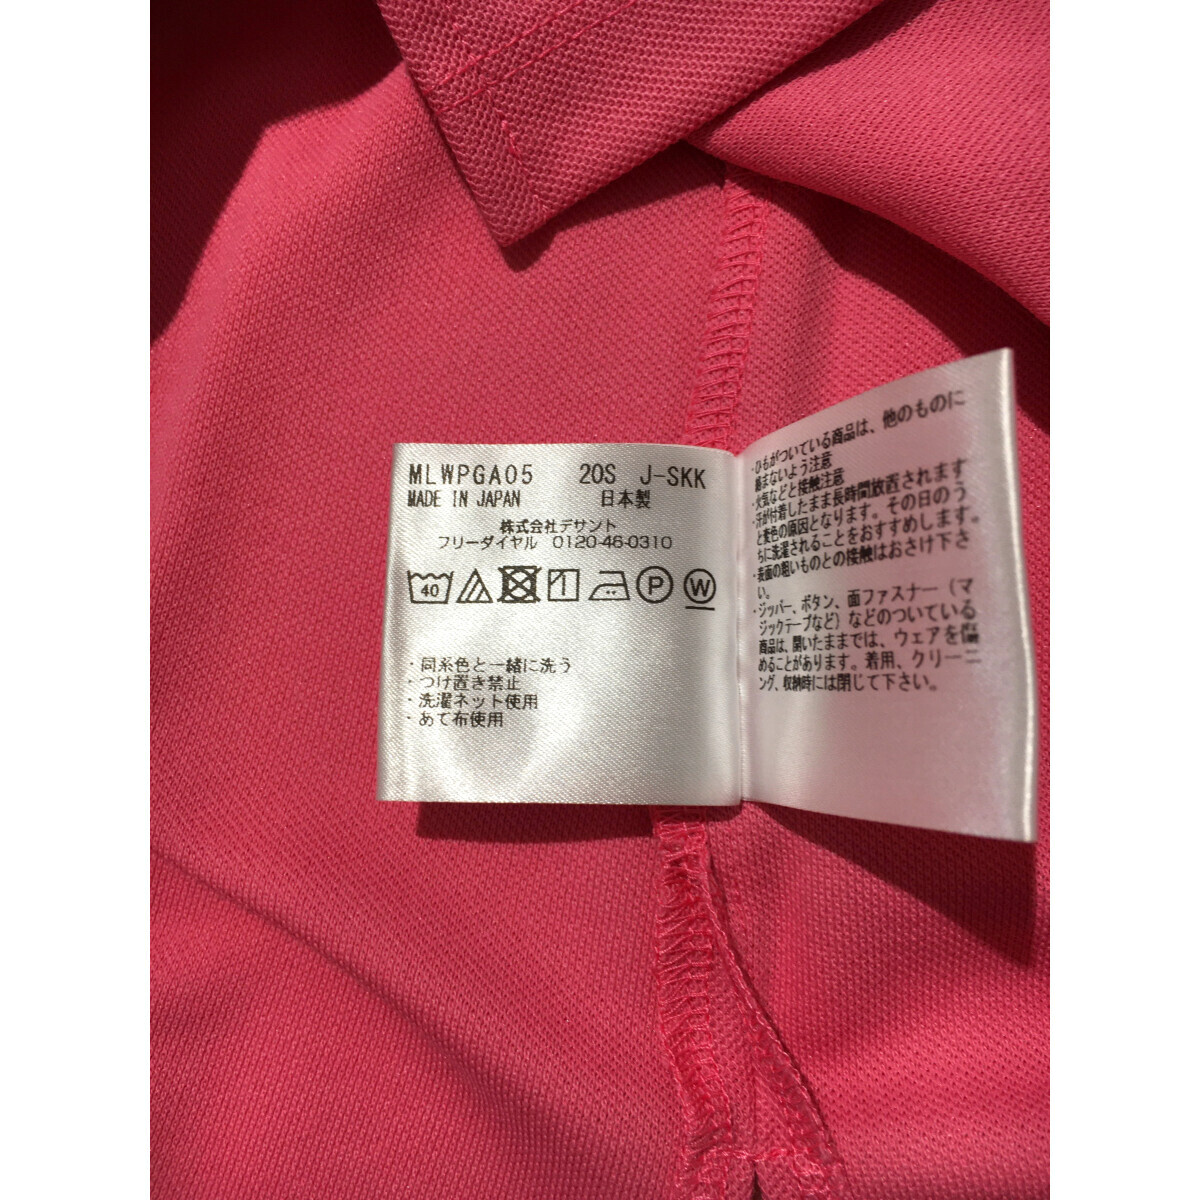 MLWPGA05 20S J-SKK
MADE IN JAPAN 日本製
株式会社デサント
フリーダイヤル 0120-46-0310
40 P W
・同系色と一緒に洗う
・つけ置き禁止
・洗濯ネット使用
・あて布使用
・ひもがついている商品は、他のものに
絡まないよう注意
・火気などと接触注意
・汗が付着したまま長時間放置されます
と変色の原因となります。その日のう
ちに洗濯されることをおすすめします。
・表面の粗いものとの接触はおさけ下さ
い。
・ジッパー、ボタン、面ファスナー（マ
ジックテープなど）などのついている
商品は、開いたままでは、ウェアを傷
めることがあります。着用、クリーニ
ング、収納時には閉じて下さい。